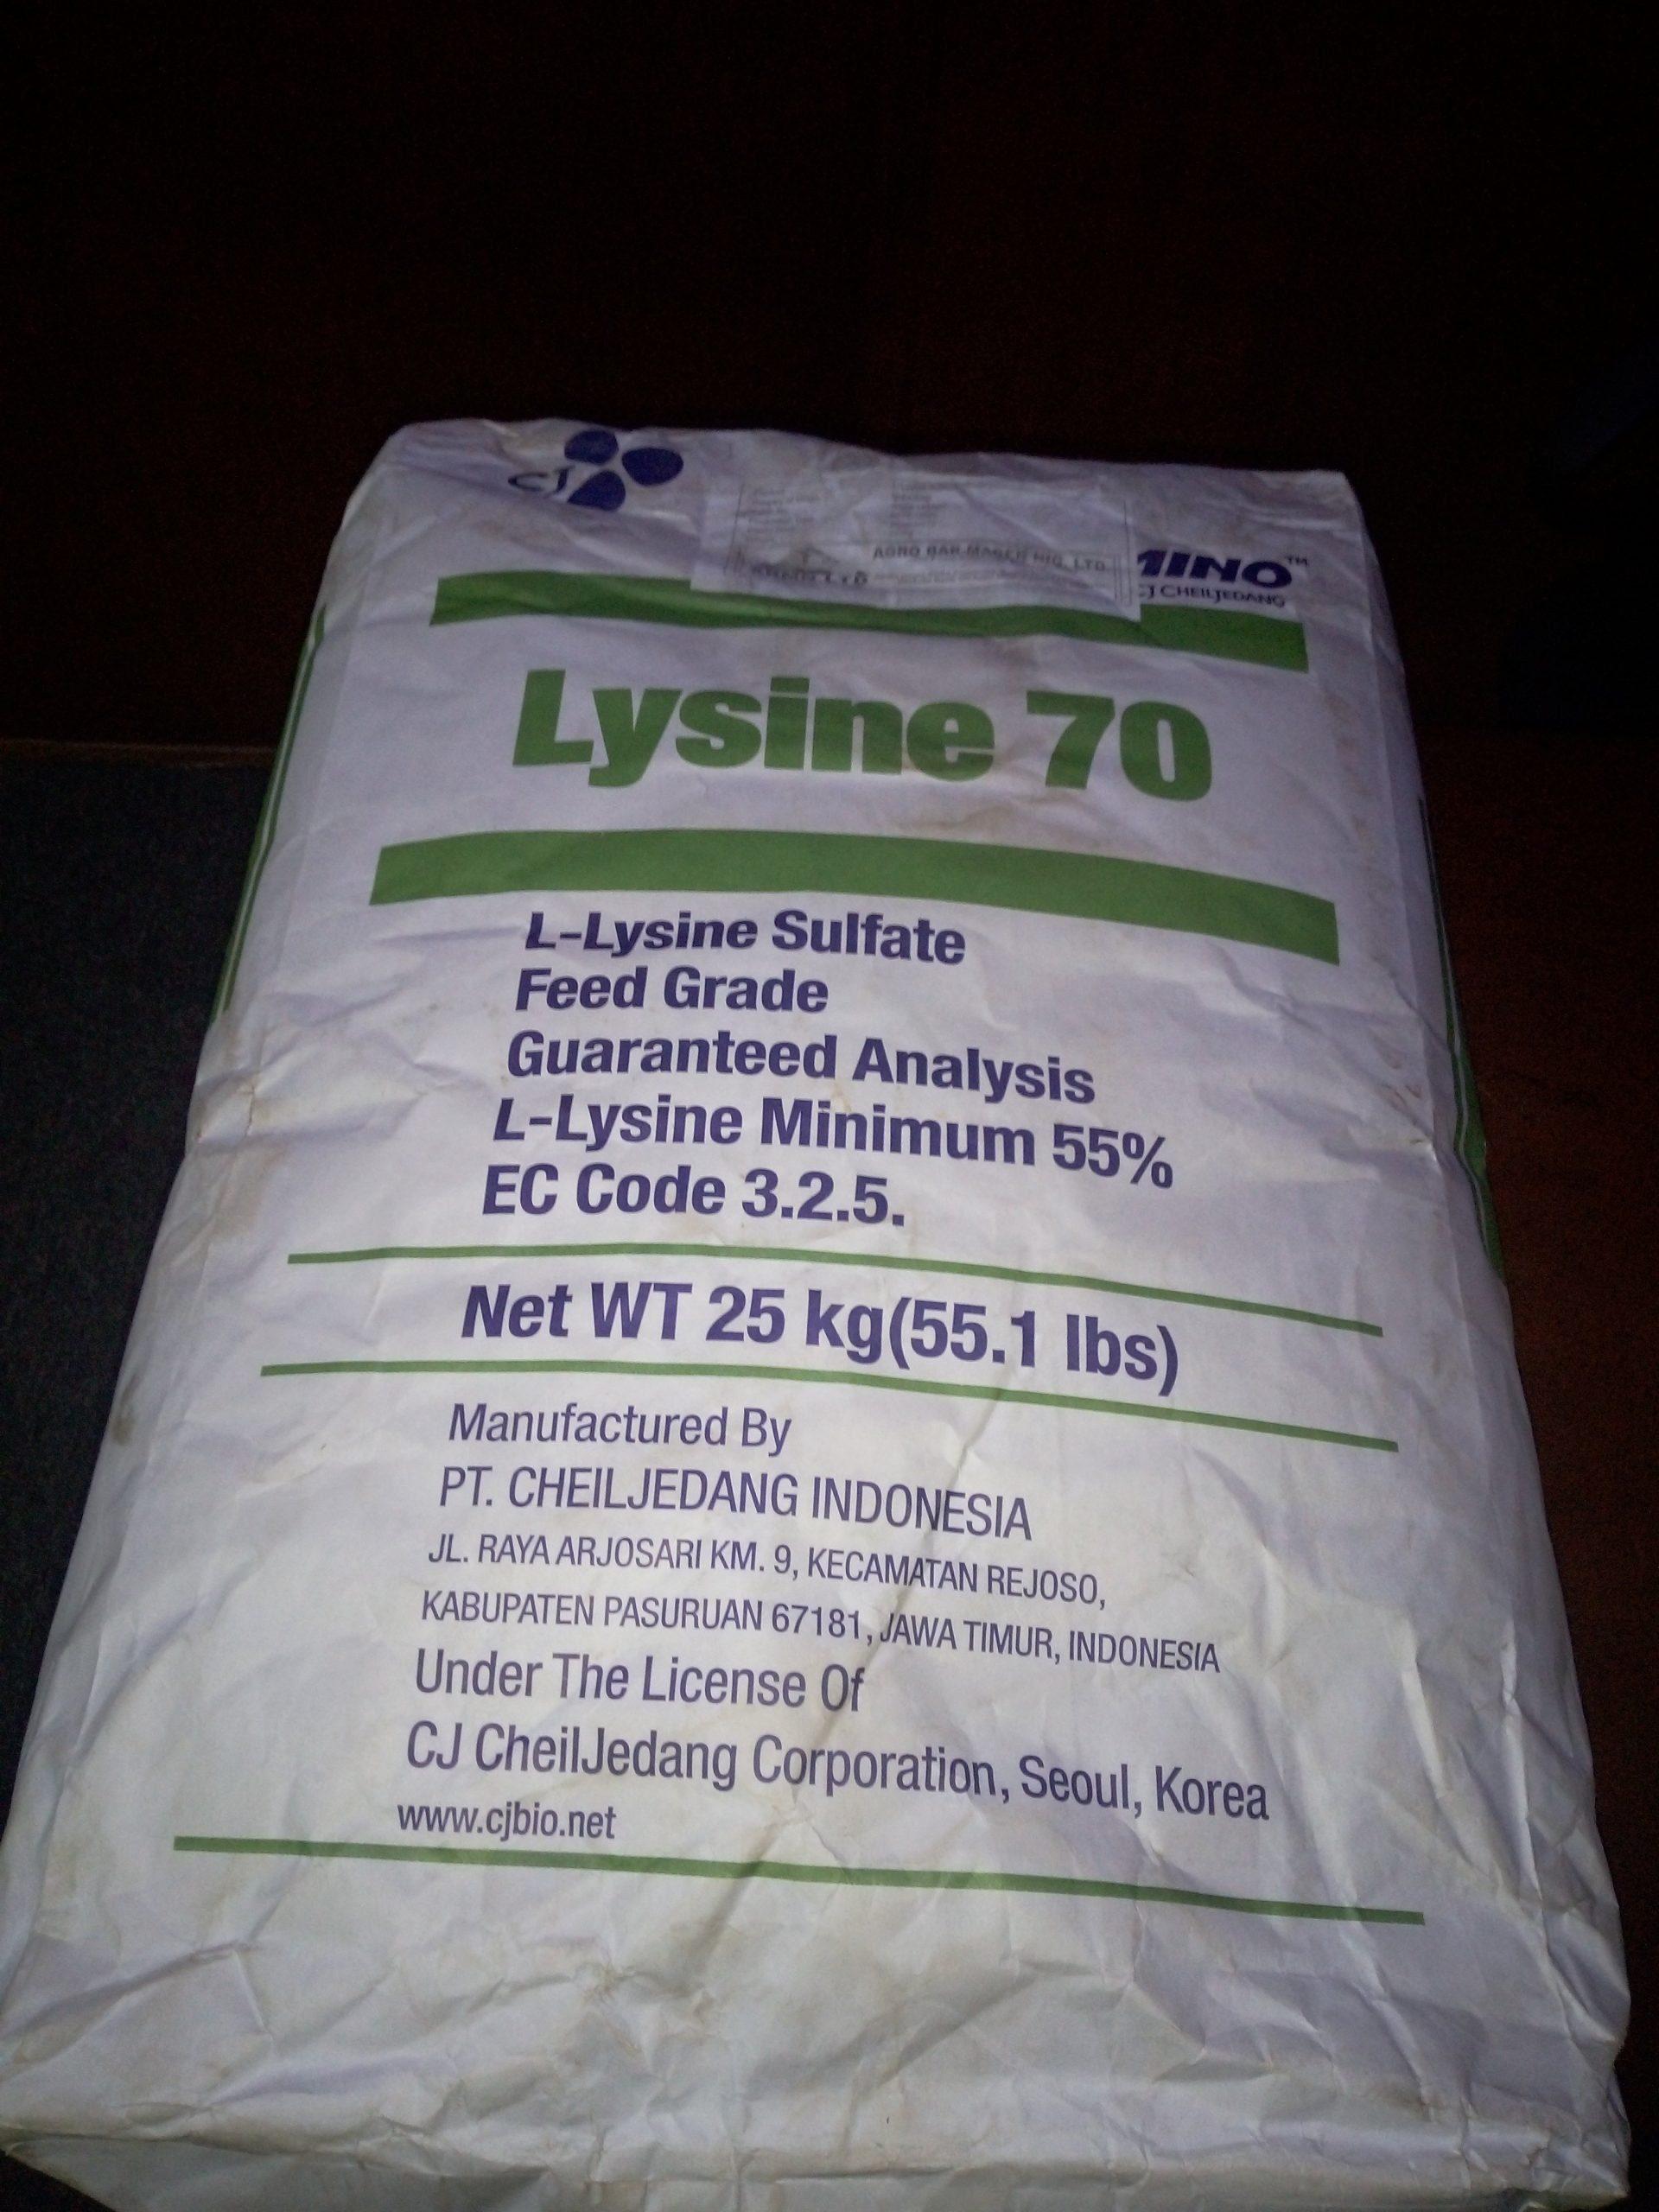 CJ
MINO™
CJ CHEILJEDANG
Lysine 70
L-Lysine Sulfate
Feed Grade
Guaranteed Analysis
L-Lysine Minimum 55%
EC Code 3.2.5.
Net WT 25 kg(55.1 lbs)
Manufactured By
PT. CHEILJEDANG INDONESIA
JL. RAYA ARJOSARI KM. 9, KECAMATAN REJOSO,
KABUPATEN PASURUAN 67181, JAWA TIMUR, INDONESIA
Under The License Of
CJ CheilJedang Corporation, Seoul, Korea
www.cjbio.net